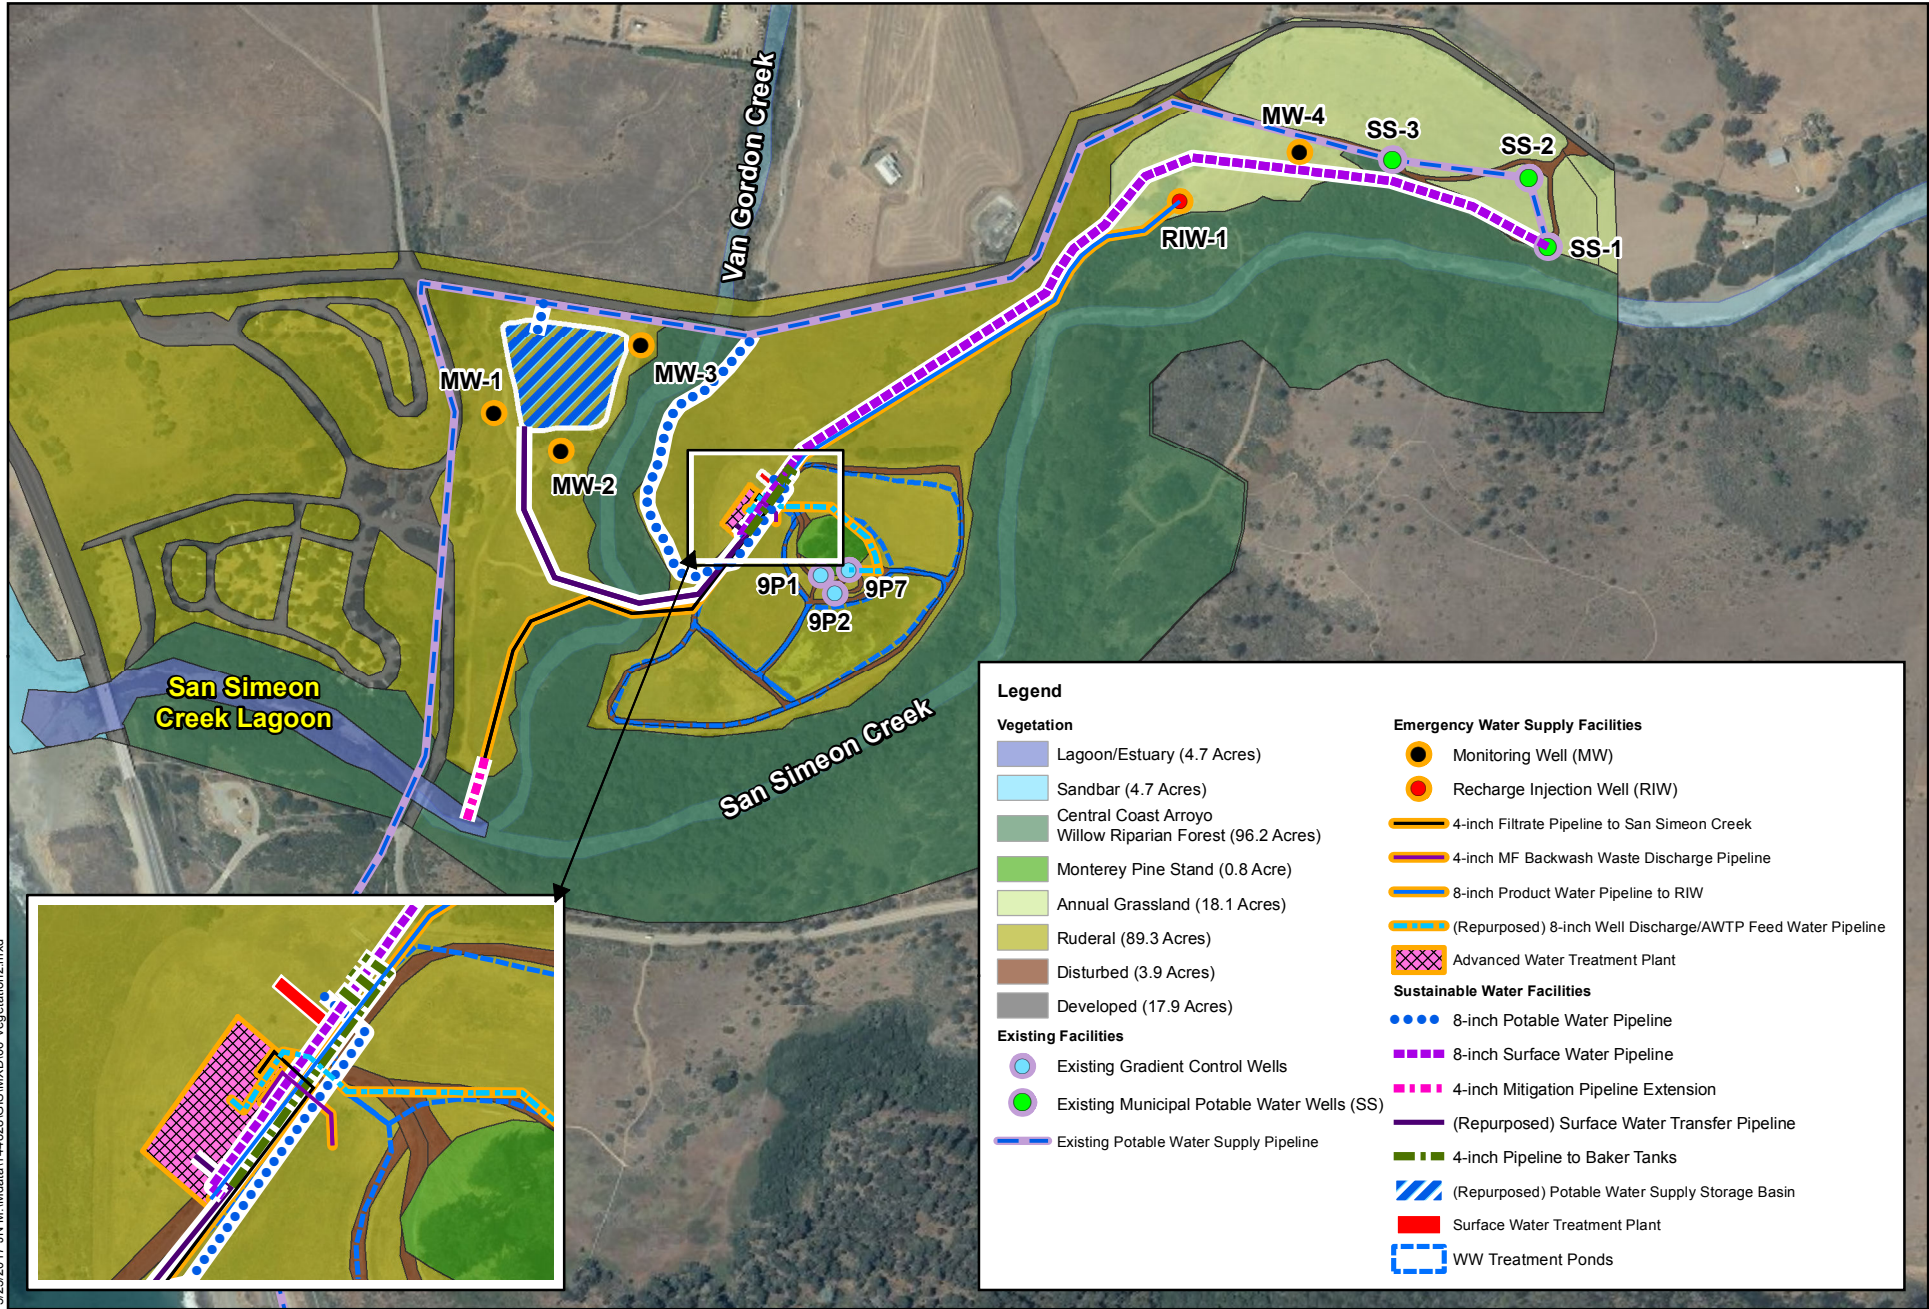 Van Gordon Creek
MW-4
SS-3
SS-2
SS-1
RIW-1
MW-1
MW-3
MW-2
9P1
9P7
9P2
San Simeon
Creek Lagoon
San Simeon Creek
Legend
Vegetation
Lagoon/Estuary (4.7 Acres)
Sandbar (4.7 Acres)
Central Coast Arroyo
Willow Riparian Forest (96.2 Acres)
Monterey Pine Stand (0.8 Acre)
Annual Grassland (18.1 Acres)
Ruderal (89.3 Acres)
Disturbed (3.9 Acres)
Developed (17.9 Acres)
Existing Facilities
Existing Gradient Control Wells
Existing Municipal Potable Water Wells (SS)
Existing Potable Water Supply Pipeline
Emergency Water Supply Facilities
Monitoring Well (MW)
Recharge Injection Well (RIW)
4-inch Filtrate Pipeline to San Simeon Creek
4-inch MF Backwash Waste Discharge Pipeline
8-inch Product Water Pipeline to RIW
(Repurposed) 8-inch Well Discharge/AWTP Feed Water Pipeline
Advanced Water Treatment Plant
Sustainable Water Facilities
8-inch Potable Water Pipeline
8-inch Surface Water Pipeline
4-inch Mitigation Pipeline Extension
(Repurposed) Surface Water Transfer Pipeline
4-inch Pipeline to Baker Tanks
(Repurposed) Potable Water Supply Storage Basin
Surface Water Treatment Plant
WW Treatment Ponds